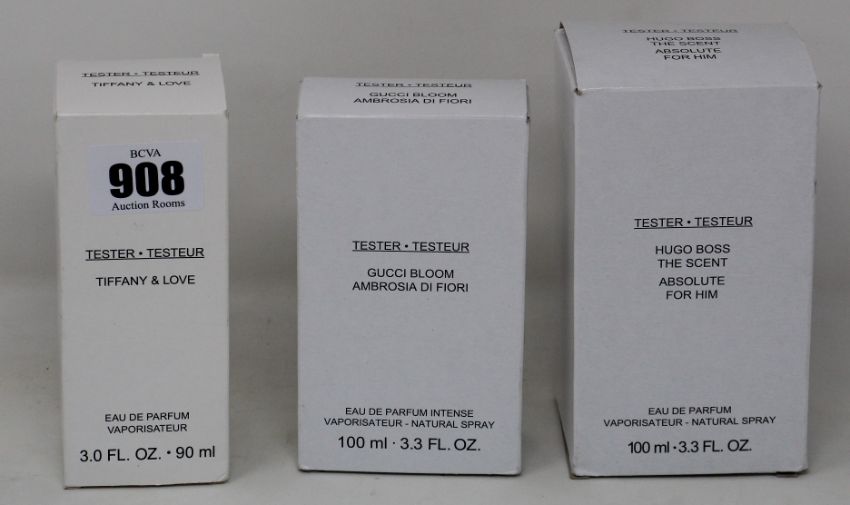 TESTER • TESTEUR
TIFFANY & LOVE
BCVA
908
Auction Rooms
TESTER • TESTEUR
TIFFANY & LOVE
EAU DE PARFUM
VAPORISATEUR
3.0 FL. OZ. • 90 ml
TESTER • TESTEUR
GUCCI BLOOM
AMBROSIA DI FIORI
TESTER • TESTEUR
GUCCI BLOOM
AMBROSIA DI FIORI
EAU DE PARFUM INTENSE
VAPORISATEUR - NATURAL SPRAY
100 ml · 3.3 FL. OZ.
TESTER • TESTEUR
HUGO BOSS
THE SCENT
ABSOLUTE
FOR HIM
TESTER • TESTEUR
HUGO BOSS
THE SCENT
ABSOLUTE
FOR HIM
EAU DE PARFUM
VAPORISATEUR - NATURAL SPRAY
100 ml · 3.3 FL. OZ.